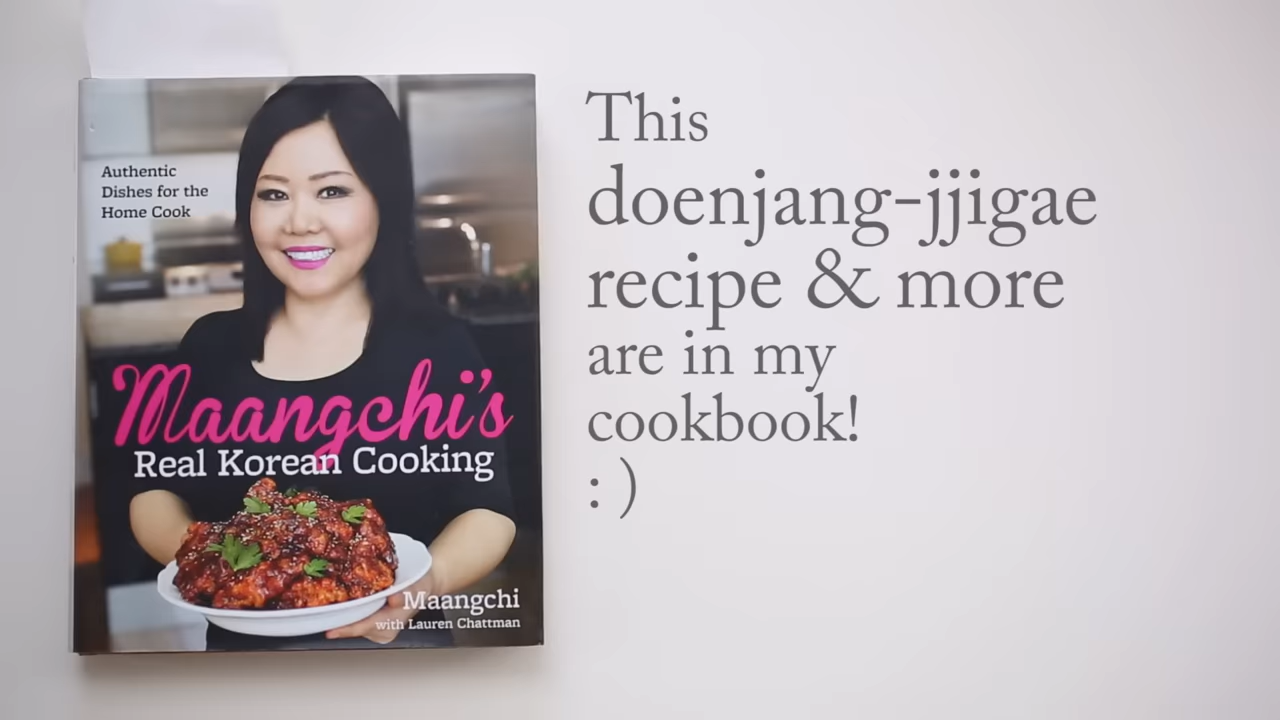 Authentic
Dishes for the
Home Cook
Maangchi's
Real Korean Cooking
Maangchi
with Lauren Chattman
This
doenjang-jjigae
recipe & more
are in my
cookbook!
: )